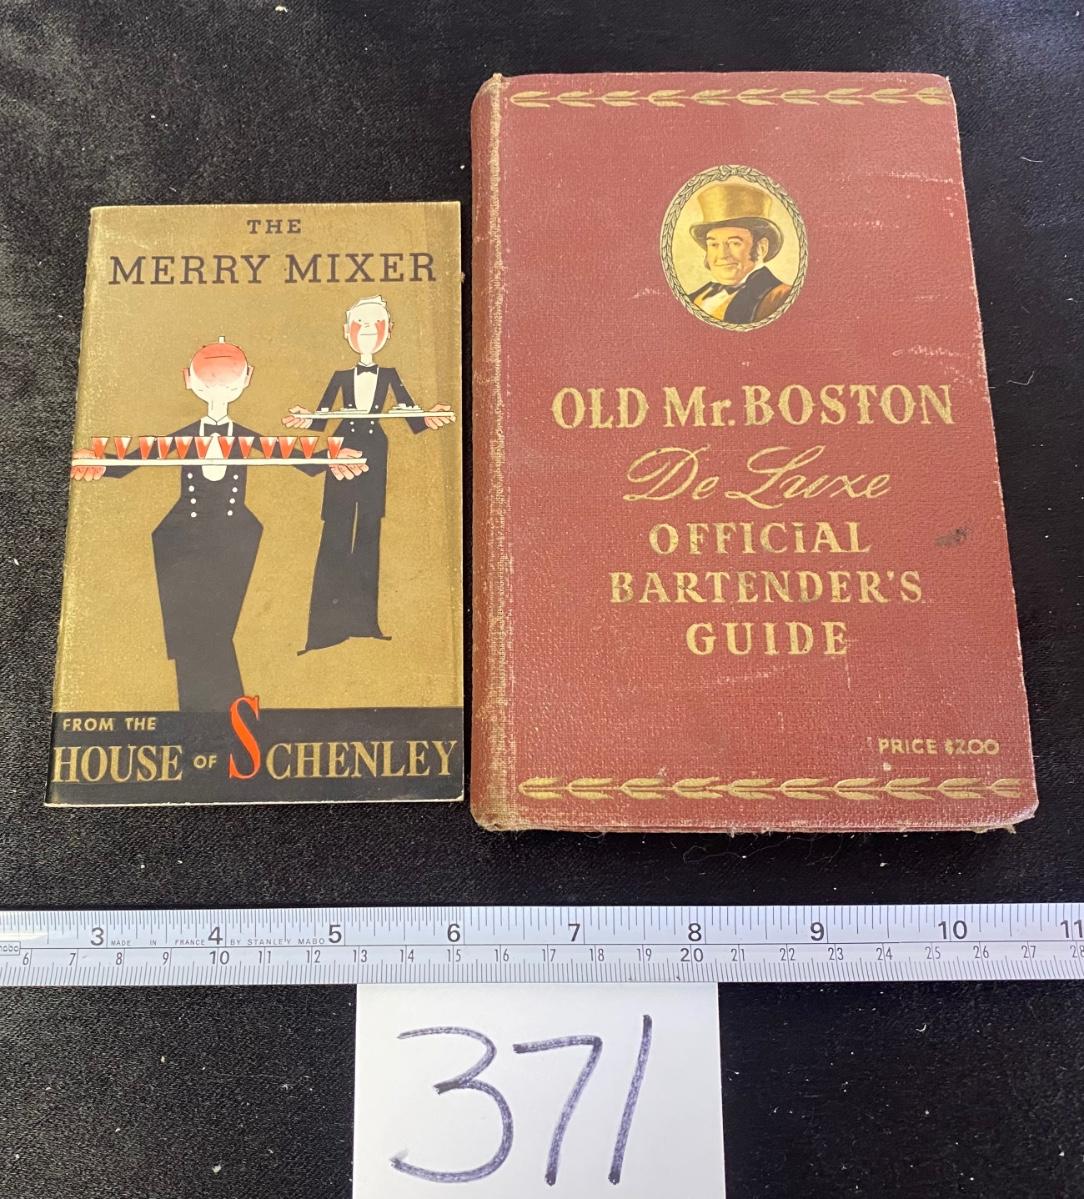 THE
MERRY MIXER
FROM THE
HOUSE OF SCHENLEY
OLD Mr. BOSTON
De Luxe
OFFICiAL
BARTENDER'S
GUIDE
PRICE $2.00
3 4 5 6 7 8 9 10 11
MADE IN FRANCE BY STANLEY MABO
mabo
6 7 8 9 10 11 12 13 14 15 16 17 18 19 20 21 22 23 24 25 26 27 28
371